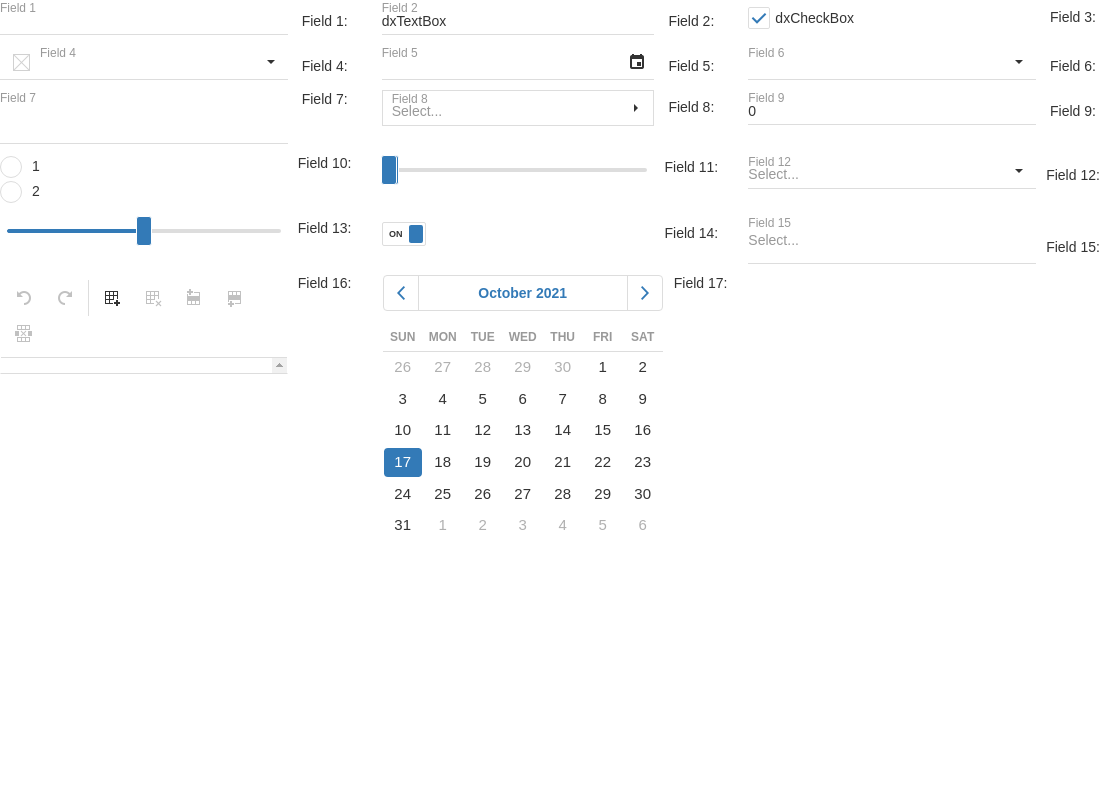 Field 1
Field 1:
Field 2
dxTextBox
Field 2:
dxCheckBox
Field 3:
Field 4
Field 4:
Field 5
Field 5:
Field 6
Field 6:
Field 7
Field 7:
Field 8
Select...
Field 8:
Field 9
0
Field 9:
1
2
Field 10:
Field 11:
Field 12
Select...
Field 12:
Field 13:
ON
Field 14:
Field 15
Select...
Field 15:
Field 16:
October 2021
Field 17:
SUN MON TUE WED THU FRI SAT
26 27 28 29 30 1 2
3 4 5 6 7 8 9
10 11 12 13 14 15 16
17 18 19 20 21 22 23
24 25 26 27 28 29 30
31 1 2 3 4 5 6